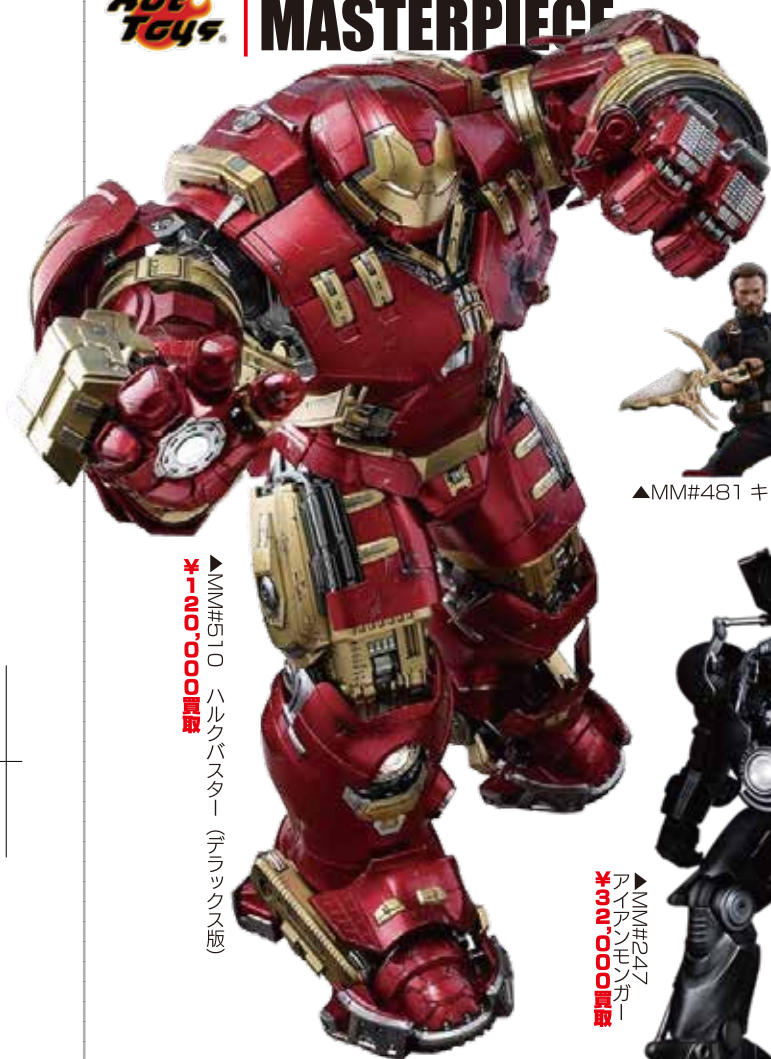 Hot
Toys®
MASTERPIECE
▲MM#481 キ
▶MM#510　ハルクバスター（デラックス版）
¥120,000買取
▶MM#247
アイアンモンガー
¥32,000買取